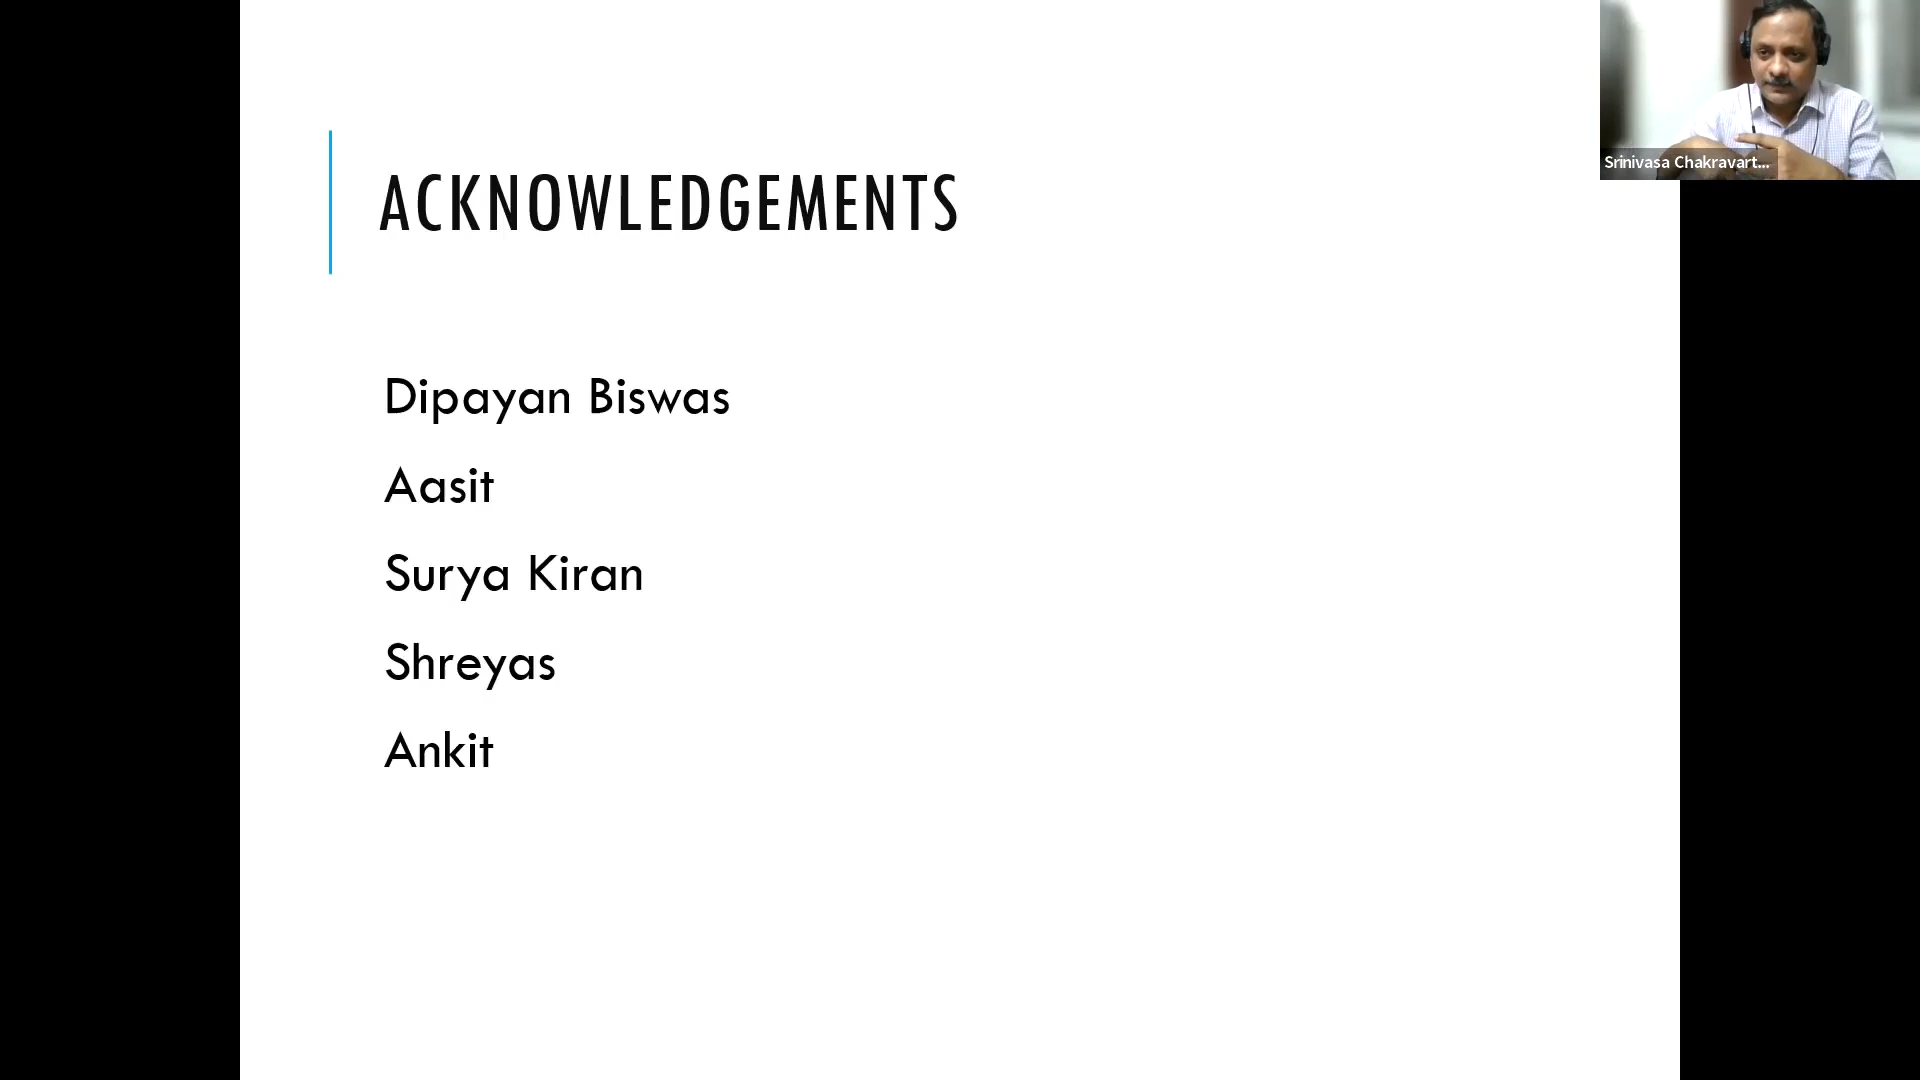 ACKNOWLEDGEMENTS
Dipayan Biswas
Aasit
Surya Kiran
Shreyas
Ankit
Srinivasa Chakravart...